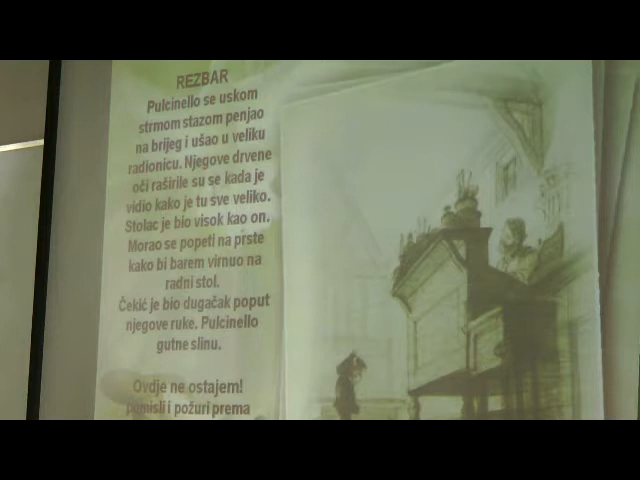 REZBAR
Pulcinello se uskom
strmom stazom penjao
na brijeg i ušao u veliku
radionicu. Njegove drvene
oči raširile su se kada je
vidio kako je tu sve veliko.
Stolac je bio visok kao on.
Morao se popeti na prste
kako bi barem virnuo na
radni stol.
Čekić je bio dugačak poput
njegove ruke. Pulcinello
gutne slinu.
Ovdje ne ostajem!
pomisli i požuri prema